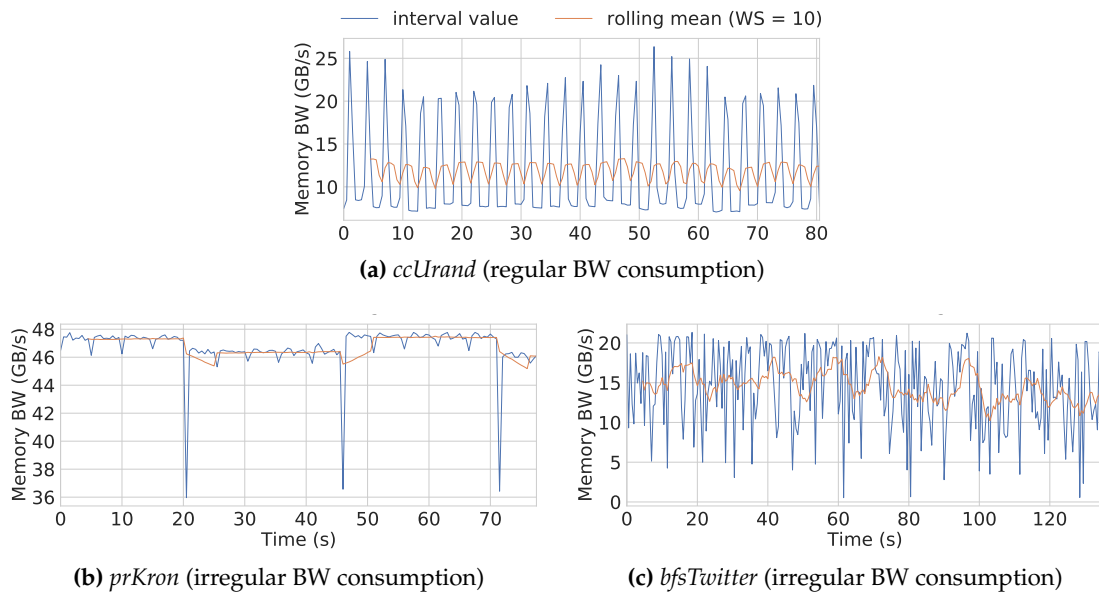 interval value rolling mean (WS = 10)
Memory BW (GB/s)
25
20
15
10
0 10 20 30 40 50 60 70 80
(a) ccUrand (regular BW consumption)
Memory BW (GB/s)
48
46
44
42
40
38
36
0 20 40 60 70
Time (s)
(b) prKron (irregular BW consumption)
Memory BW (GB/s)
20
15
10
5
0
0 20 40 60 80 100 120
Time (s)
(c) bfsTwitter (irregular BW consumption)